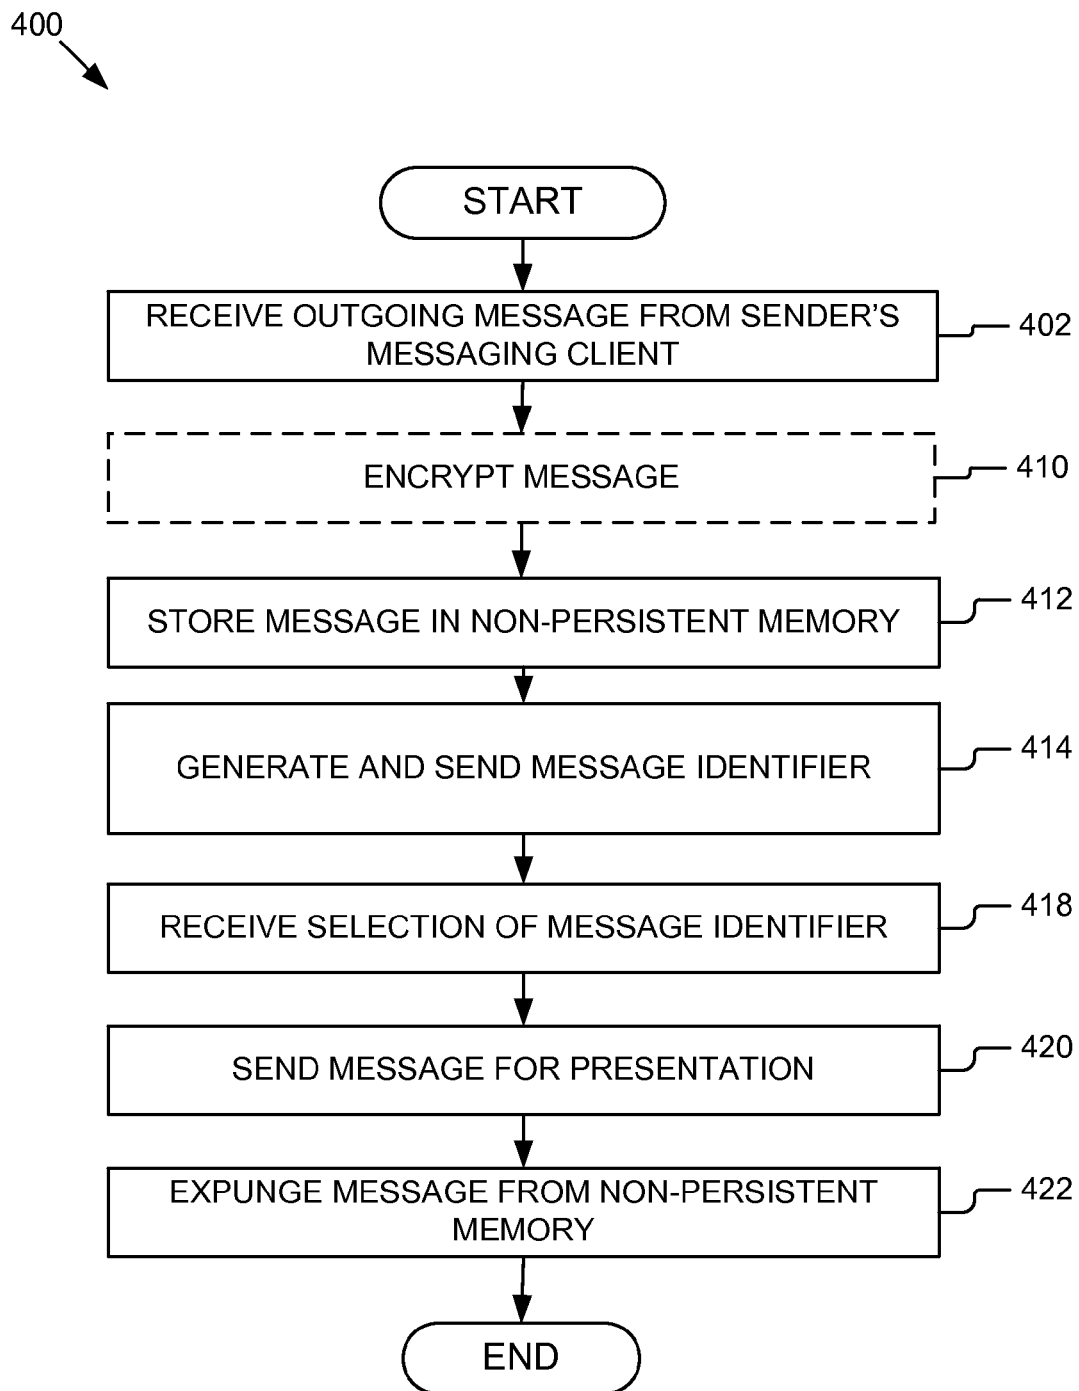 400
START
RECEIVE OUTGOING MESSAGE FROM SENDER'S
MESSAGING CLIENT
402
ENCRYPT MESSAGE
410
STORE MESSAGE IN NON-PERSISTENT MEMORY
412
GENERATE AND SEND MESSAGE IDENTIFIER
414
RECEIVE SELECTION OF MESSAGE IDENTIFIER
418
SEND MESSAGE FOR PRESENTATION
420
EXPUNGE MESSAGE FROM NON-PERSISTENT
MEMORY
422
END